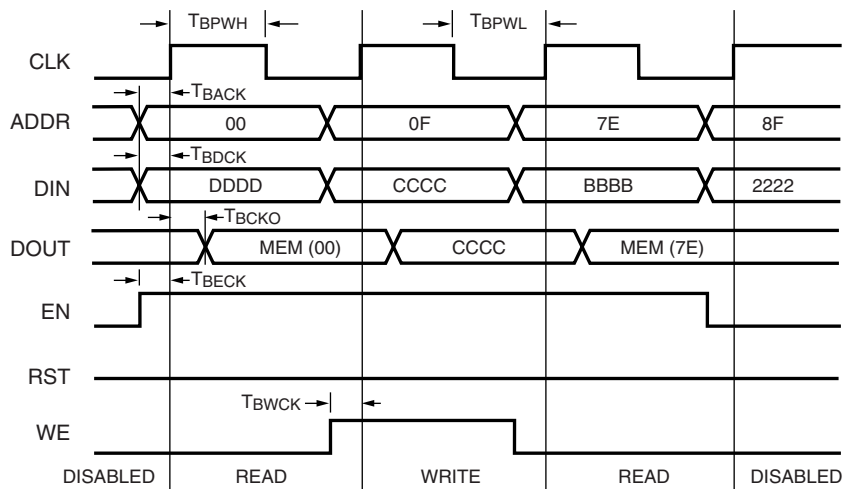 TBPWH TBPWL
CLK
TBACK
ADDR 00 0F 7E 8F
TBDCK
DIN DDDD CCCC BBBB 2222
TBCKO
DOUT MEM (00) CCCC MEM (7E)
TBECK
EN
RST
TBWCK
WE
DISABLED READ WRITE READ DISABLED